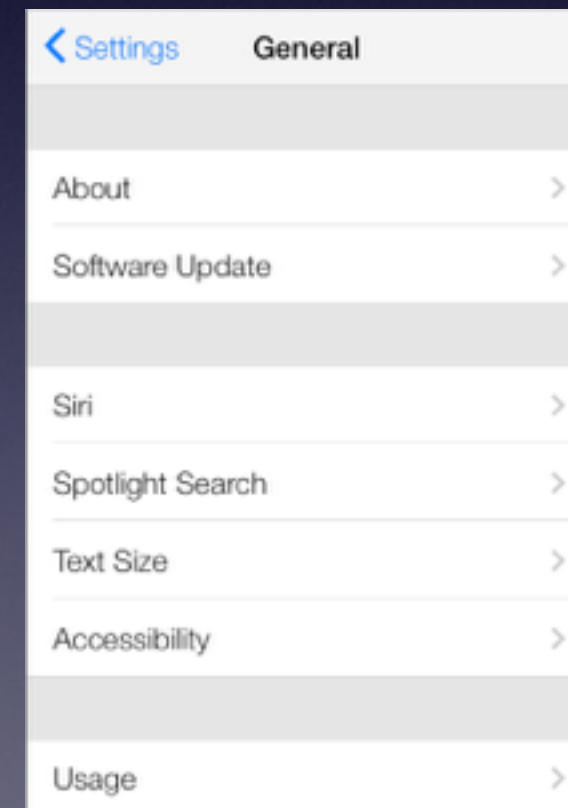 Settings General
About
Software Update
Siri
Spotlight Search
Text Size
Accessibility
Usage